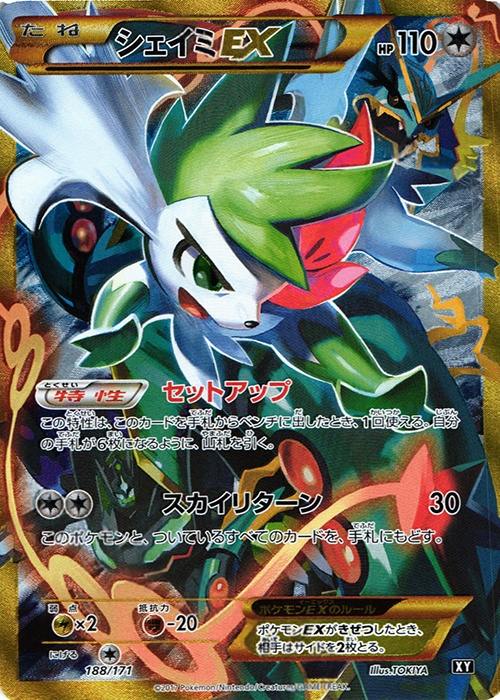 たね
シェイミEX
HP110
とくせい
特性 セットアップ
この特性は、このカードを手札からベンチに出したとき、1回使える。自分
の手札が6枚になるように、山札を引く。
スカイリターン 30
このポケモンと、ついているすべてのカードを、手札にもどす。
弱点 ×2 抵抗力 -20
にげる
188/171
ポケモンEXのルール
ポケモンEXがきぜつしたとき、
相手はサイドを2枚とる。
Illus.TOKIYA
XY
©2017 Pokémon/Nintendo/Creatures/GAME FREAK.